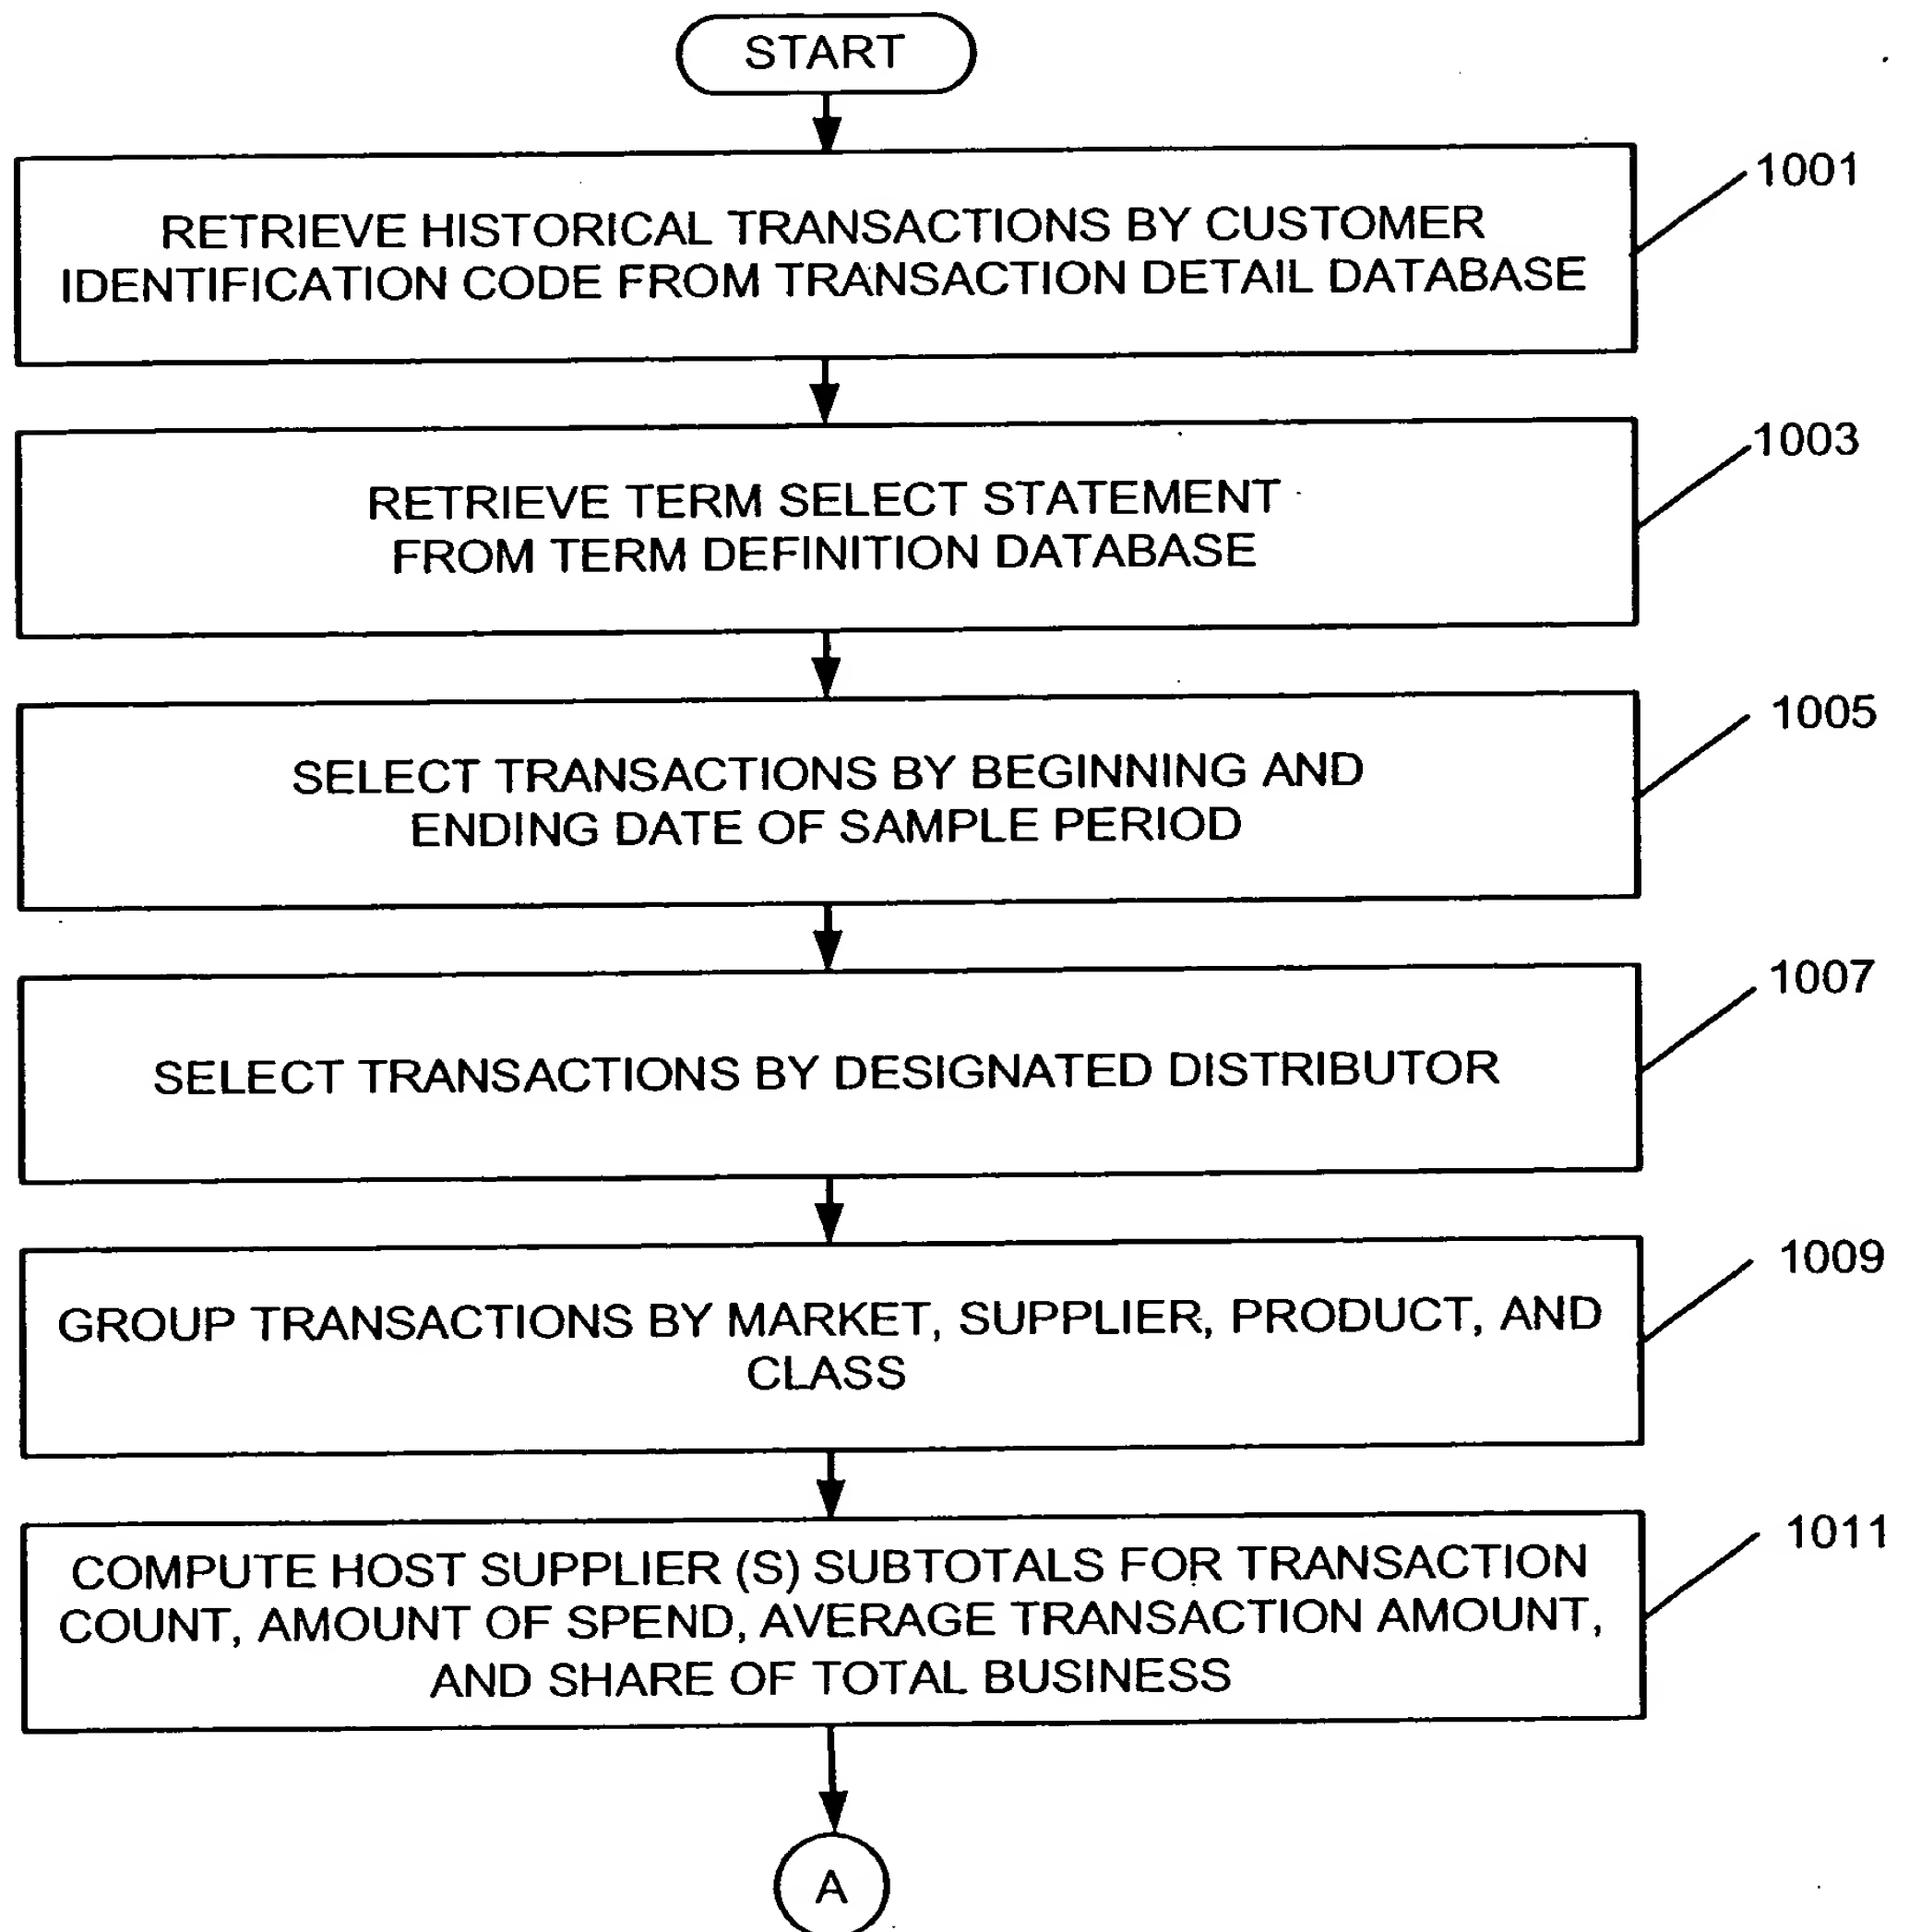 START
1001
RETRIEVE HISTORICAL TRANSACTIONS BY CUSTOMER
IDENTIFICATION CODE FROM TRANSACTION DETAIL DATABASE
1003
RETRIEVE TERM SELECT STATEMENT
FROM TERM DEFINITION DATABASE
1005
SELECT TRANSACTIONS BY BEGINNING AND
ENDING DATE OF SAMPLE PERIOD
1007
SELECT TRANSACTIONS BY DESIGNATED DISTRIBUTOR
1009
GROUP TRANSACTIONS BY MARKET, SUPPLIER, PRODUCT, AND
CLASS
1011
COMPUTE HOST SUPPLIER (S) SUBTOTALS FOR TRANSACTION
COUNT, AMOUNT OF SPEND, AVERAGE TRANSACTION AMOUNT,
AND SHARE OF TOTAL BUSINESS
A